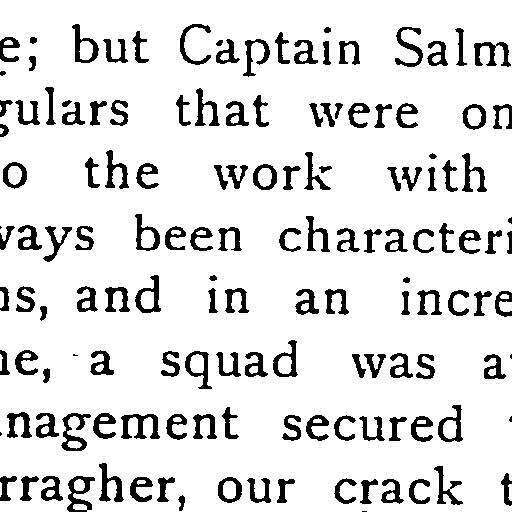 e; but Captain Salm
gulars that were on
o the work with
ways been characteri
ns, and in an incre
ne, a squad was a
nagement secured
rragher, our crack t